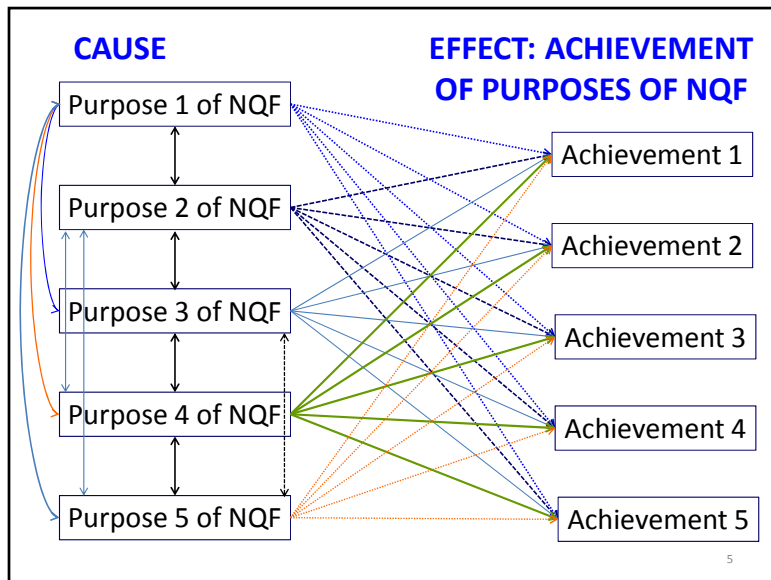 CAUSE
EFFECT: ACHIEVEMENT
OF PURPOSES OF NQF
Purpose 1 of NQF
Purpose 2 of NQF
Purpose 3 of NQF
Purpose 4 of NQF
Purpose 5 of NQF
Achievement 1
Achievement 2
Achievement 3
Achievement 4
Achievement 5
5